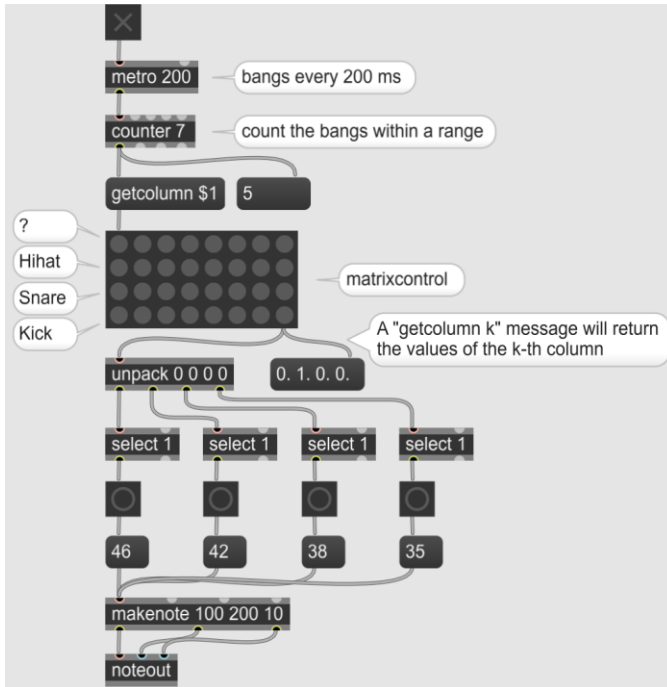 metro 200
bangs every 200 ms
counter 7
count the bangs within a range
getcolumn $1
5
?
Hihat
Snare
Kick
matrixcontrol
A "getcolumn k" message will return
the values of the k-th column
unpack 0 0 0 0
0. 1. 0. 0.
select 1
select 1
select 1
select 1
46
42
38
35
makenote 100 200 10
noteout